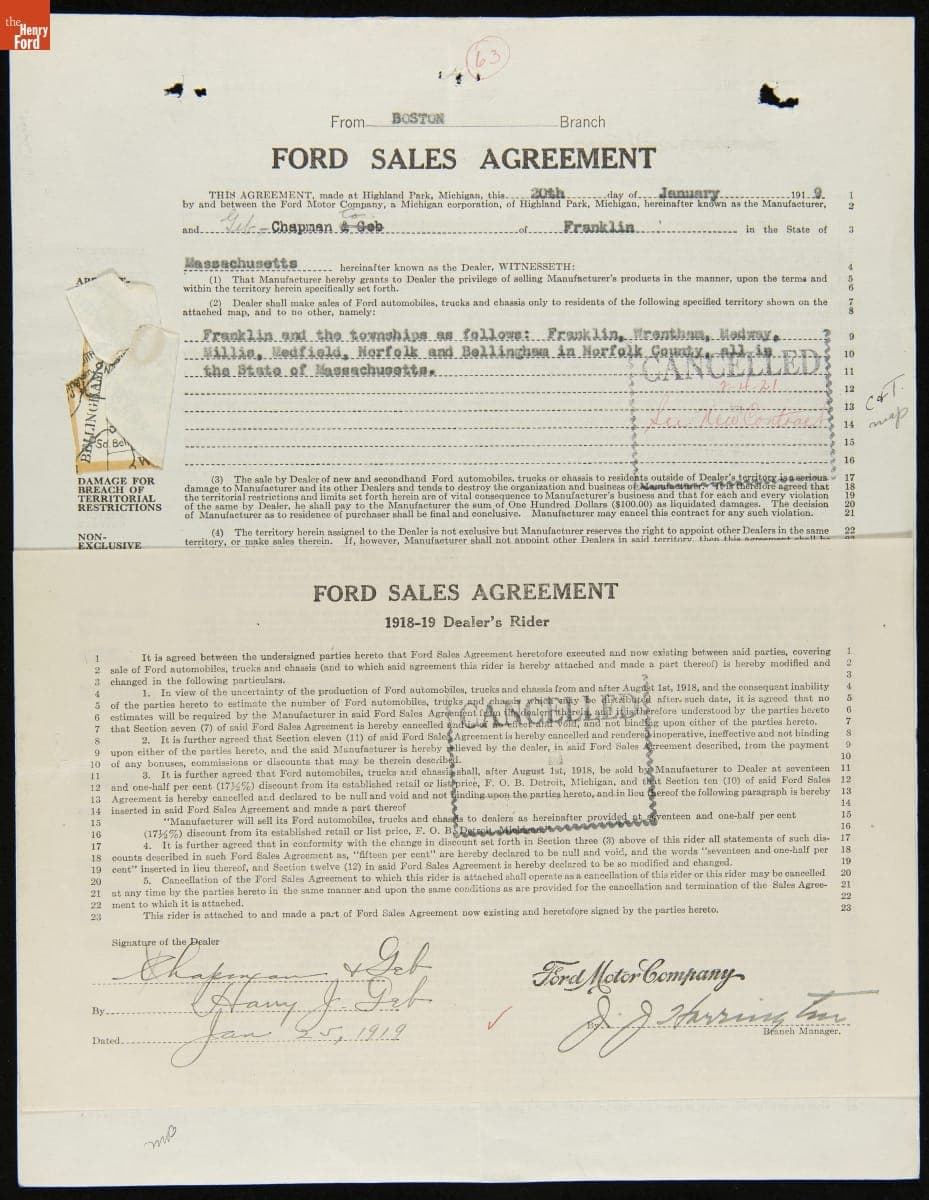 the
Henry
Ford
63
From BOSTON Branch
FORD SALES AGREEMENT
THIS AGREEMENT, made at Highland Park, Michigan, this 20th day of January 1919 1
by and between the Ford Motor Company, a Michigan corporation, of Highland Park, Michigan, hereinafter known as the Manufacturer, 2
and Geb - Chapman & Geb of Franklin in the State of 3
Massachusetts hereinafter known as the Dealer, WITNESSETH: 4
(1) That Manufacturer hereby grants to Dealer the privilege of selling Manufacturer's products in the manner, upon the terms and 5
within the territory herein specifically set forth. 6
(2) Dealer shall make sales of Ford automobiles, trucks and chassis only to residents of the following specified territory shown on the 7
attached map, and to no other, namely: 8
Franklin and the townships as follows: Franklin, Wrentham, Medway, 9
Millis, Medfield, Norfolk and Bellingham in Norfolk County, all in 10
the State of Massachusetts. 11
CANCELLED
2.4.21
See New Contract
12
13
14
15
16
C & T.
map
BELLINGHAM
So. Bel
DAMAGE FOR
BREACH OF
TERRITORIAL
RESTRICTIONS
(3) The sale by Dealer of new and secondhand Ford automobiles, trucks or chassis to residents outside of Dealer's territory is a serious 17
damage to Manufacturer and its other Dealers and tends to destroy the organization and business of Manufacturer. It is therefore agreed that 18
the territorial restrictions and limits set forth herein are of vital consequence to Manufacturer's business and that for each and every violation 19
of the same by Dealer, he shall pay to the Manufacturer the sum of One Hundred Dollars ($100.00) as liquidated damages. The decision 20
of Manufacturer as to residence of purchaser shall be final and conclusive. Manufacturer may cancel this contract for any such violation. 21
NON-
EXCLUSIVE
(4) The territory herein assigned to the Dealer is not exclusive but Manufacturer reserves the right to appoint other Dealers in the same 22
territory, or make sales therein. If, however, Manufacturer shall not appoint other Dealers in said territory, then this agreement shall be 23
FORD SALES AGREEMENT
1918-19 Dealer's Rider
1 It is agreed between the undersigned parties hereto that Ford Sales Agreement heretofore executed and now existing between said parties, covering 1
2 sale of Ford automobiles, trucks and chassis (and to which said agreement this rider is hereby attached and made a part thereof) is hereby modified and 2
3 changed in the following particulars. 3
4 1. In view of the uncertainty of the production of Ford automobiles, trucks and chassis from and after August 1st, 1918, and the consequent inability 4
5 of the parties hereto to estimate the number of Ford automobiles, trucks and chassis which may be distributed after such date, it is agreed that no 5
6 estimates will be required by the Manufacturer in said Ford Sales Agreement from the dealer and it is therefore understood by the parties hereto 6
7 that Section seven (7) of said Ford Sales Agreement is hereby cancelled and is of no effect and void, and not binding upon either of the parties hereto. 7
CANCELLED
8 2. It is further agreed that Section eleven (11) of said Ford Sales Agreement is hereby cancelled and rendered inoperative, ineffective and not binding 8
9 upon either of the parties hereto, and the said Manufacturer is hereby relieved by the dealer, in said Ford Sales Agreement described, from the payment 9
10 of any bonuses, commissions or discounts that may be therein described. 10
11 3. It is further agreed that Ford automobiles, trucks and chassis shall, after August 1st, 1918, be sold by Manufacturer to Dealer at seventeen 11
12 and one-half per cent (17½%) discount from its established retail or list price, F. O. B. Detroit, Michigan, and that Section ten (10) of said Ford Sales 12
13 Agreement is hereby cancelled and declared to be null and void and not binding upon the parties hereto, and in lieu thereof the following paragraph is hereby 13
14 inserted in said Ford Sales Agreement and made a part thereof 14
15 "Manufacturer will sell its Ford automobiles, trucks and chassis to dealers as hereinafter provided at seventeen and one-half per cent 15
16 (17½%) discount from its established retail or list price, F. O. B. Detroit, Michigan. 16
17 4. It is further agreed that in conformity with the change in discount set forth in Section three (3) above of this rider all statements of such dis- 17
18 counts described in such Ford Sales Agreement as, "fifteen per cent" are hereby declared to be null and void, and the words "seventeen and one-half per 18
19 cent" inserted in lieu thereof, and Section twelve (12) in said Ford Sales Agreement is hereby declared to be so modified and changed. 19
20 5. Cancellation of the Sales Agreement to which this rider is attached shall operate as a cancellation of this rider or this rider may be cancelled 20
21 at any time by the parties hereto in the same manner and upon the same conditions as are provided for the cancellation and termination of the Sales Agree- 21
22 ment to which it is attached. 22
23 This rider is attached to and made a part of Ford Sales Agreement now existing and heretofore signed by the parties hereto. 23
Signature of the Dealer
Chapman & Geb
By Harry J. Geb
Dated Jan 25, 1919
Ford Motor Company
By J. J. Harrington
Branch Manager.
mB